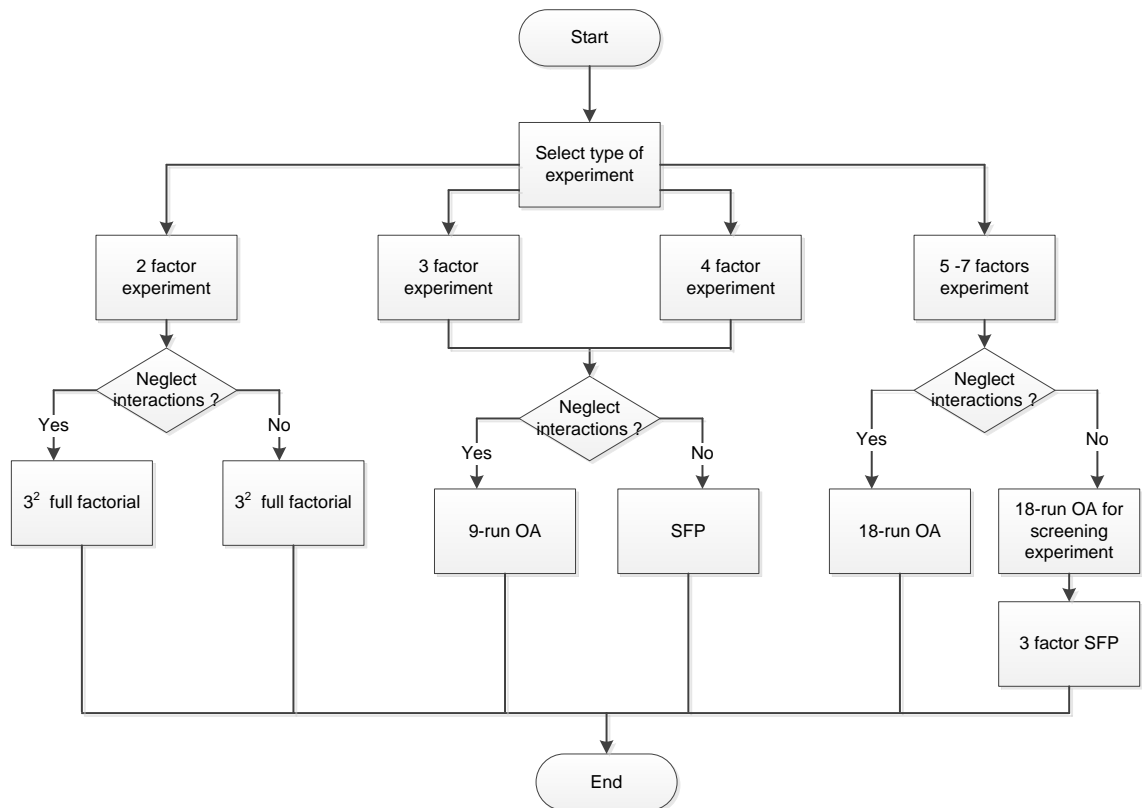 Start
Select type of
experiment
2 factor
experiment
3 factor
experiment
4 factor
experiment
5 -7 factors
experiment
Neglect
interactions ?
Neglect
interactions ?
Neglect
interactions ?
Yes
No
Yes
No
Yes
No
3² full factorial
3² full factorial
9-run OA
SFP
18-run OA
18-run OA for
screening
experiment
3 factor SFP
End